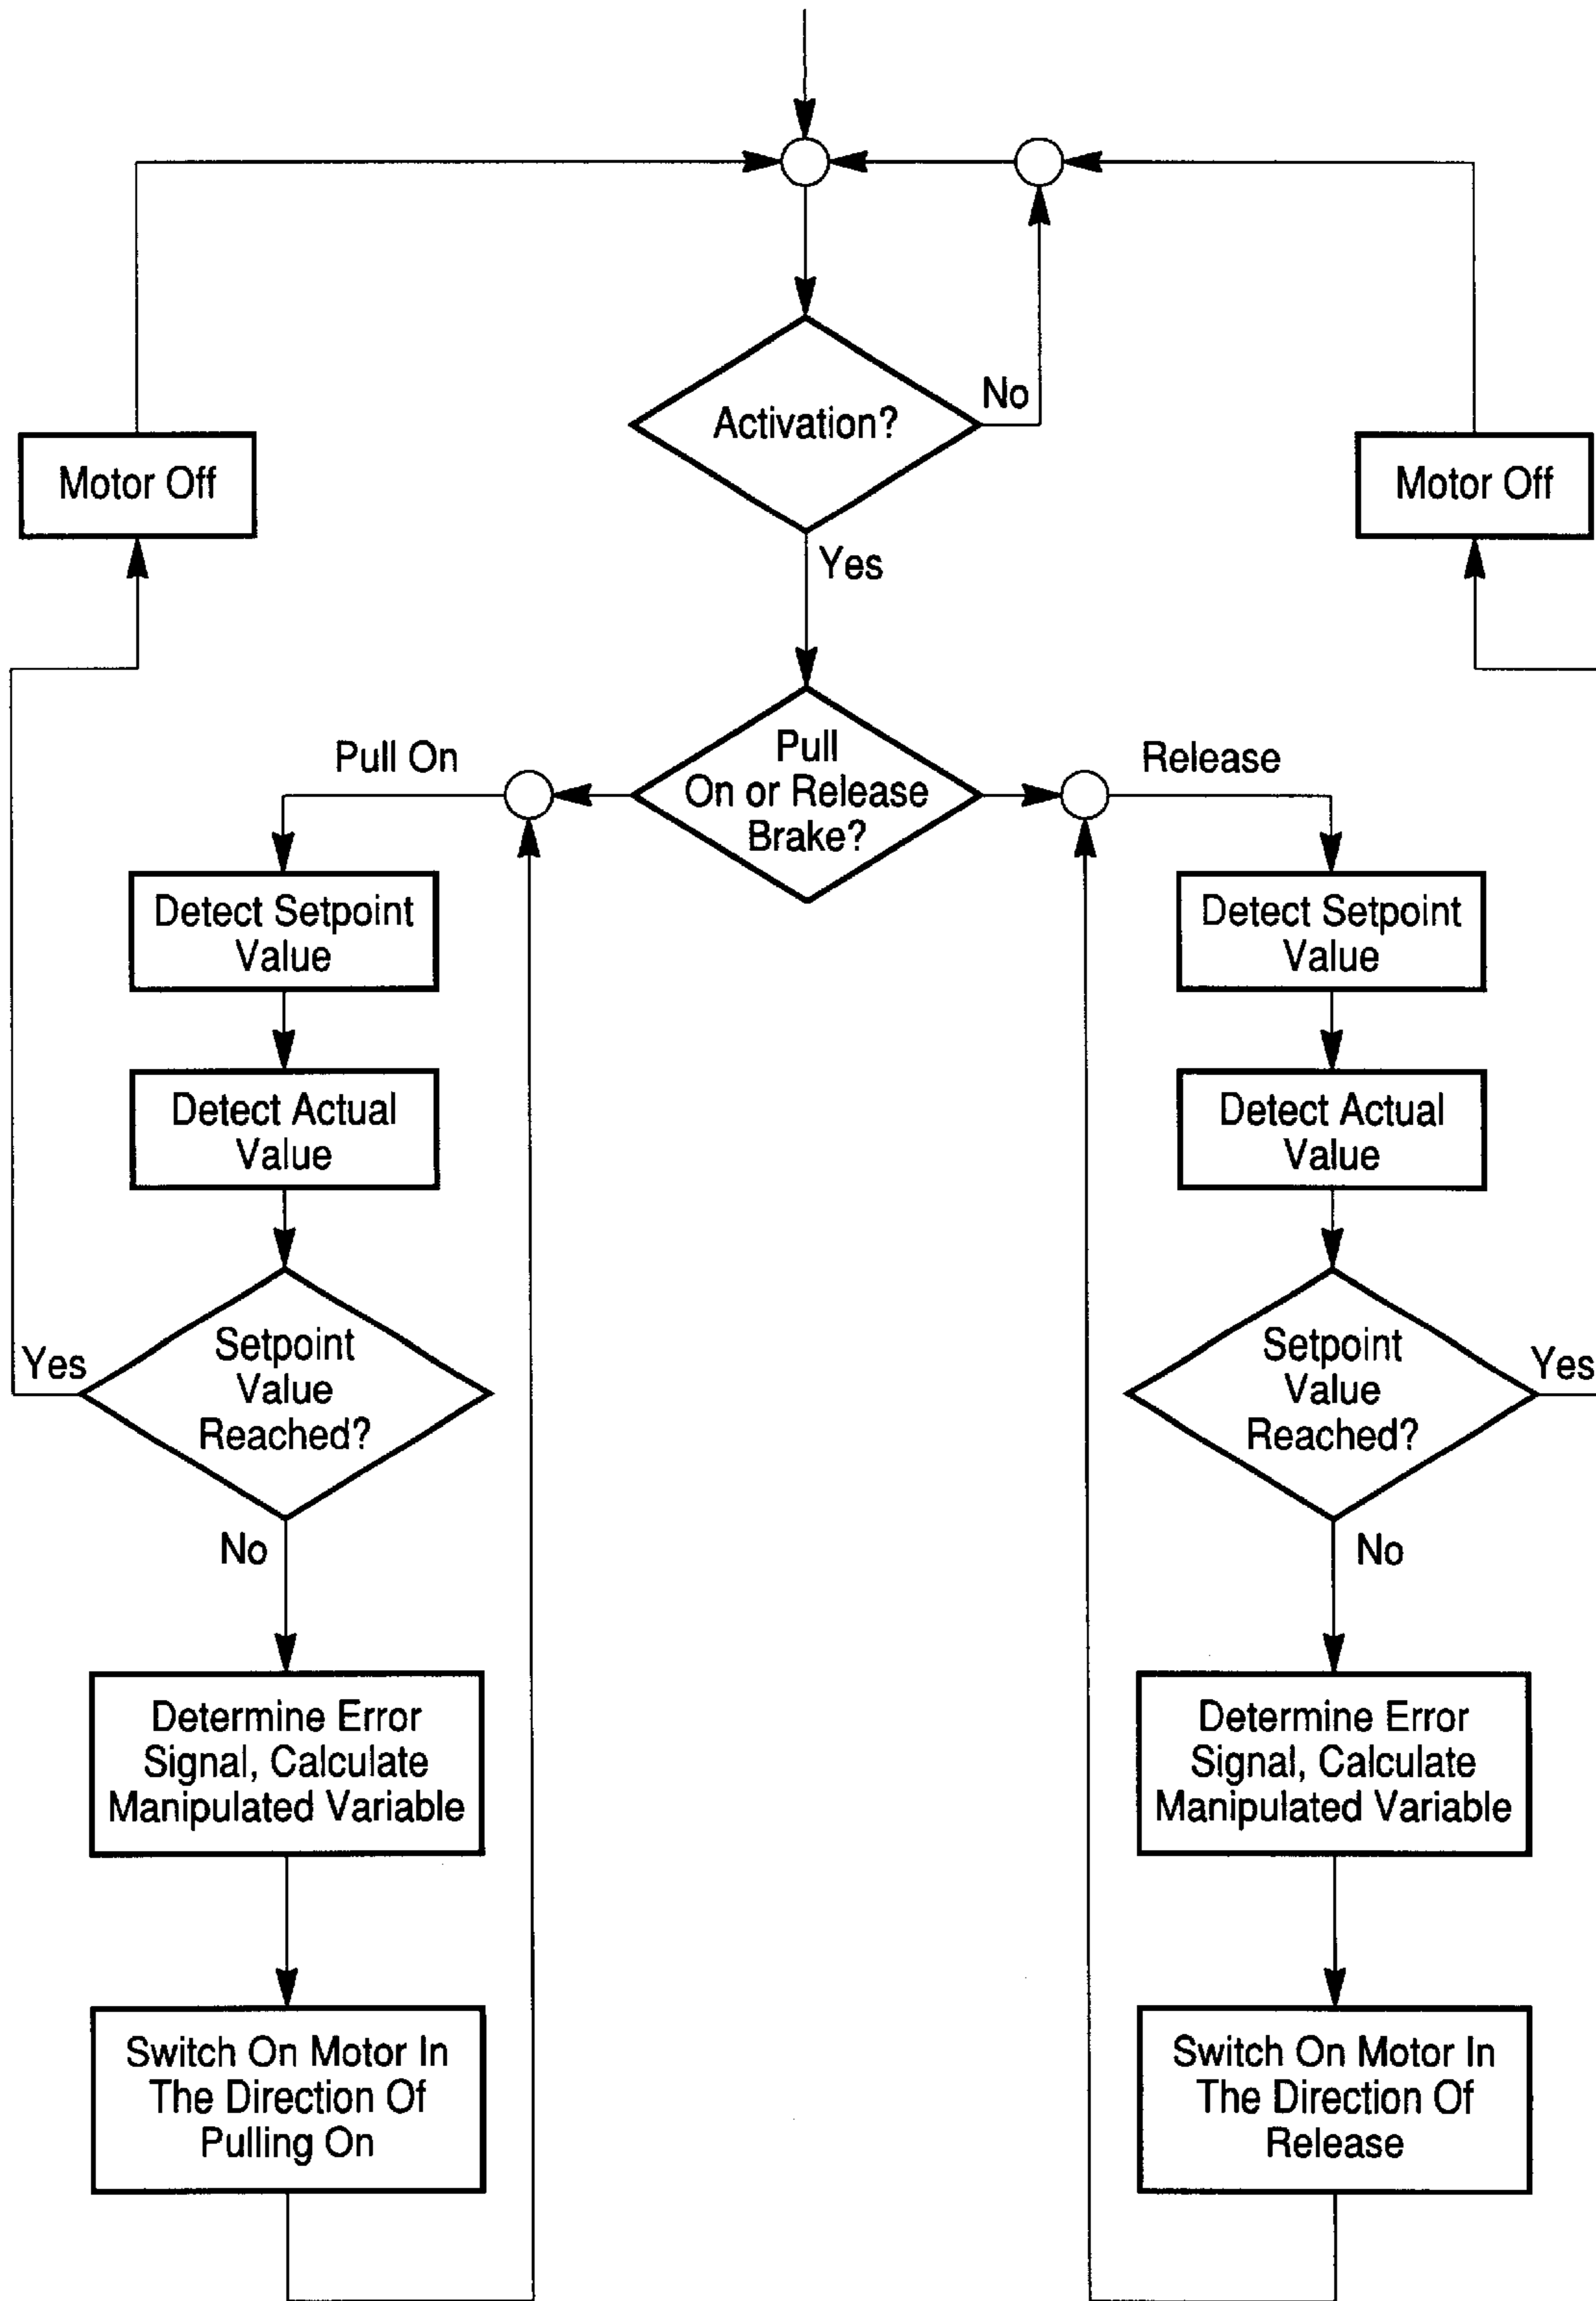 Activation?
No
Motor Off
Motor Off
Yes
Pull On
Pull
On or Release
Brake?
Release
Detect Setpoint
Value
Detect Setpoint
Value
Detect Actual
Value
Detect Actual
Value
Yes
Setpoint
Value
Reached?
Setpoint
Value
Reached?
Yes
No
No
Determine Error
Signal, Calculate
Manipulated Variable
Determine Error
Signal, Calculate
Manipulated Variable
Switch On Motor In
The Direction Of
Pulling On
Switch On Motor In
The Direction Of
Release